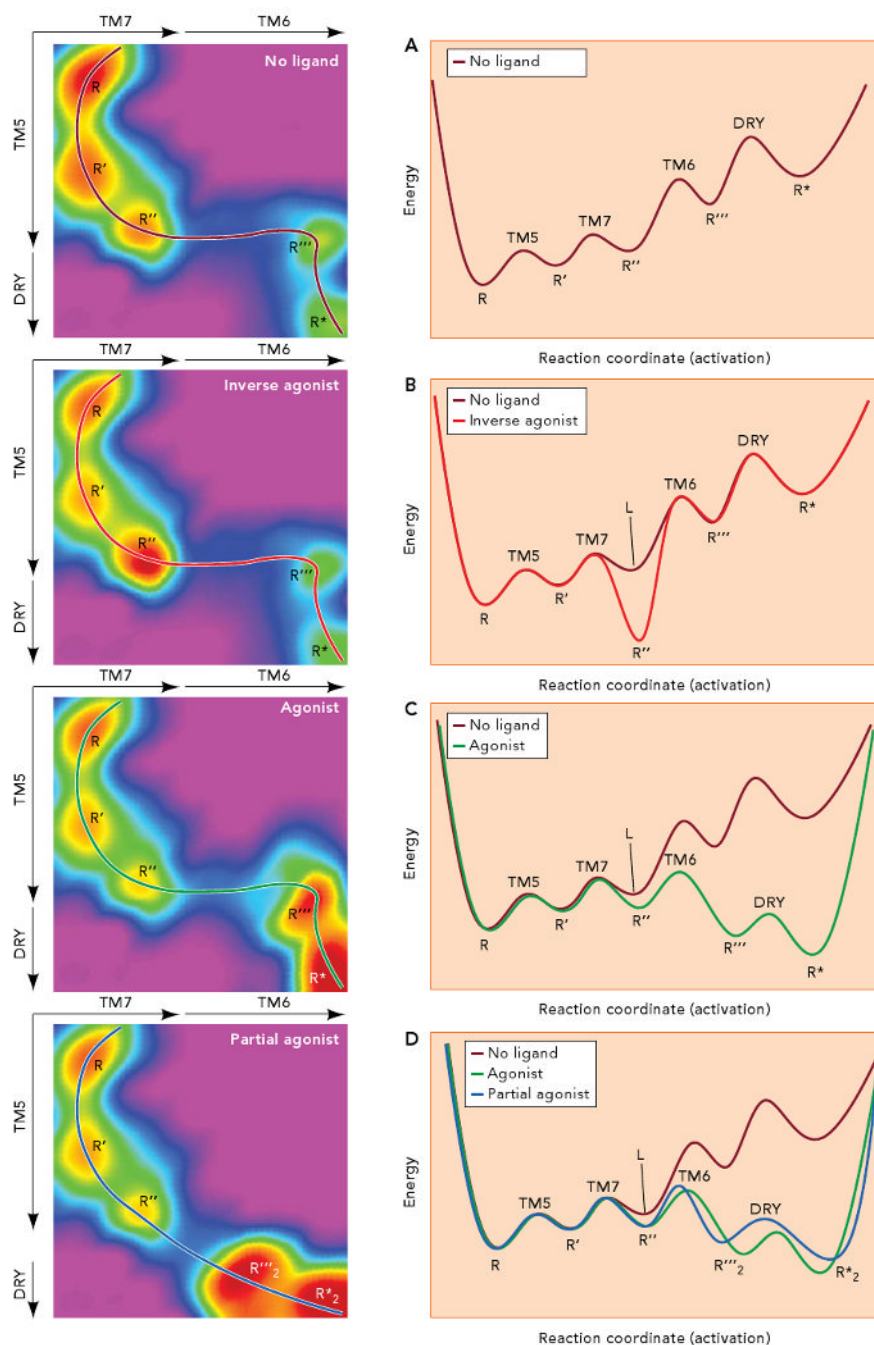 TM7 TM6
No ligand
TM5
DRY
R
R′
R′′
R′′′
R*
A
No ligand
Energy
R
TM5
R′
TM7
R′′
TM6
R′′′
DRY
R*
Reaction coordinate (activation)
TM7 TM6
Inverse agonist
TM5
DRY
R
R′
R′′
R′′′
R*
B
No ligand
Inverse agonist
Energy
R
TM5
R′
TM7
L
R′′
TM6
R′′′
DRY
R*
Reaction coordinate (activation)
TM7 TM6
Agonist
TM5
DRY
R
R′
R′′
R′′′
R*
C
No ligand
Agonist
Energy
R
TM5
R′
TM7
L
R′′
TM6
R′′′
DRY
R*
Reaction coordinate (activation)
TM7 TM6
Partial agonist
TM5
DRY
R
R′
R′′
R′′′2
R*2
D
No ligand
Agonist
Partial agonist
Energy
R
TM5
R′
TM7
L
R′′
TM6
R′′′2
DRY
R*2
Reaction coordinate (activation)